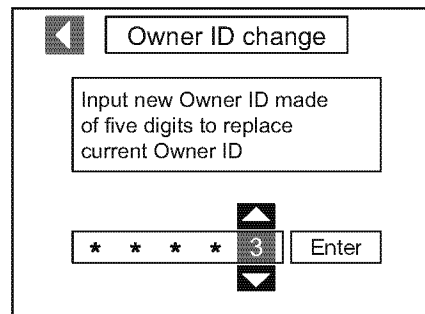 Owner ID change
Input new Owner ID made
of five digits to replace
current Owner ID
* * * * 3 Enter